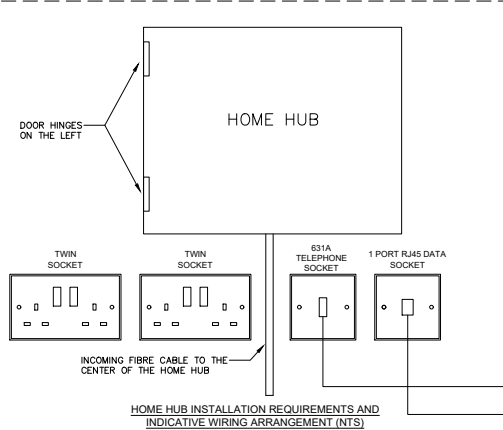 HOME HUB
DOOR HINGES
ON THE LEFT
TWIN
SOCKET
TWIN
SOCKET
631A
TELEPHONE
SOCKET
1 PORT RJ45 DATA
SOCKET
INCOMING FIBRE CABLE TO THE
CENTER OF THE HOME HUB
HOME HUB INSTALLATION REQUIREMENTS AND
INDICATIVE WIRING ARRANGEMENT (NTS)